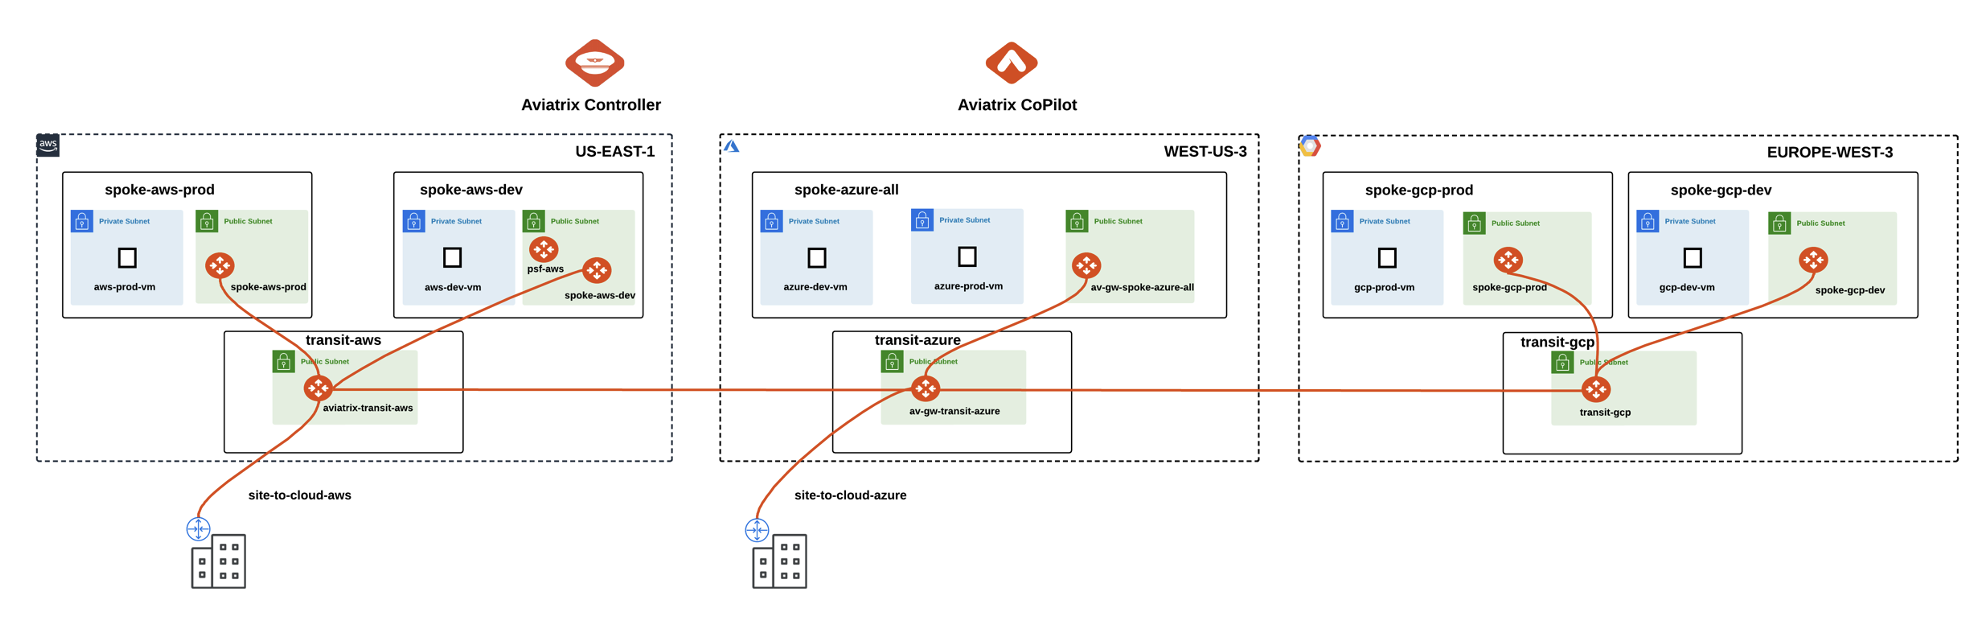 Aviatrix Controller
Aviatrix CoPilot
aws
US-EAST-1
spoke-aws-prod
Private Subnet
aws-prod-vm
Public Subnet
spoke-aws-prod
spoke-aws-dev
Private Subnet
aws-dev-vm
Public Subnet
psf-aws
spoke-aws-dev
transit-aws
Public Subnet
aviatrix-transit-aws
site-to-cloud-aws
WEST-US-3
spoke-azure-all
Private Subnet
azure-dev-vm
Private Subnet
azure-prod-vm
Public Subnet
av-gw-spoke-azure-all
transit-azure
Public Subnet
av-gw-transit-azure
site-to-cloud-azure
EUROPE-WEST-3
spoke-gcp-prod
Private Subnet
gcp-prod-vm
Public Subnet
spoke-gcp-prod
spoke-gcp-dev
Private Subnet
gcp-dev-vm
Public Subnet
spoke-gcp-dev
transit-gcp
Public Subnet
transit-gcp